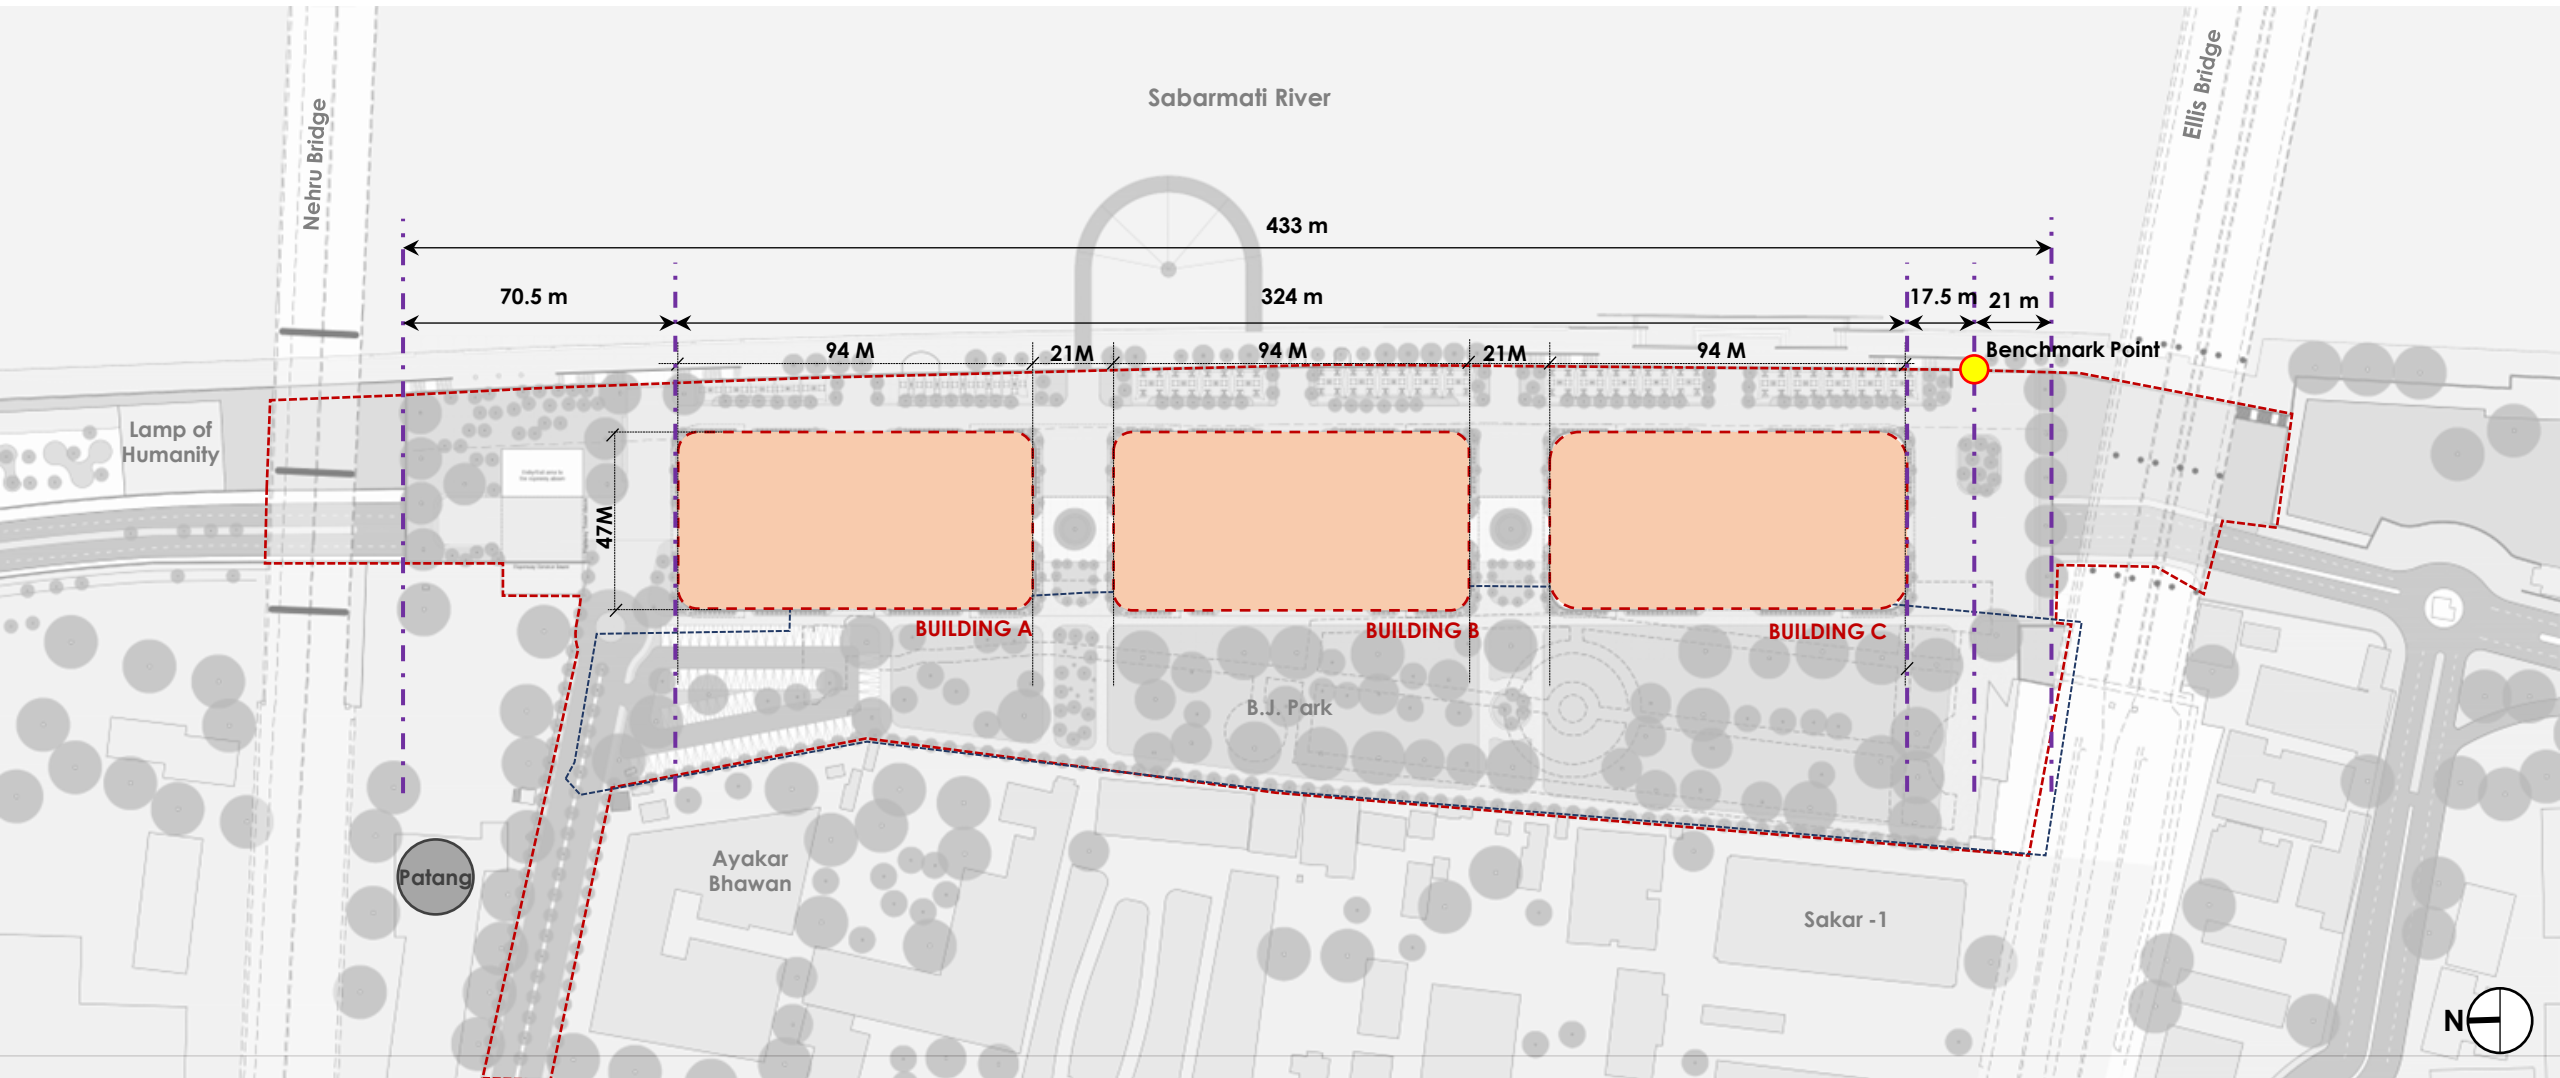 Sabarmati River
Nehru Bridge
Ellis Bridge
433 m
70.5 m
324 m
17.5 m
21 m
94 M
21M
94 M
21M
94 M
Benchmark Point
Lamp of
Humanity
47M
BUILDING A
BUILDING B
BUILDING C
B.J. Park
Ayakar
Bhawan
Patang
Sakar -1
N